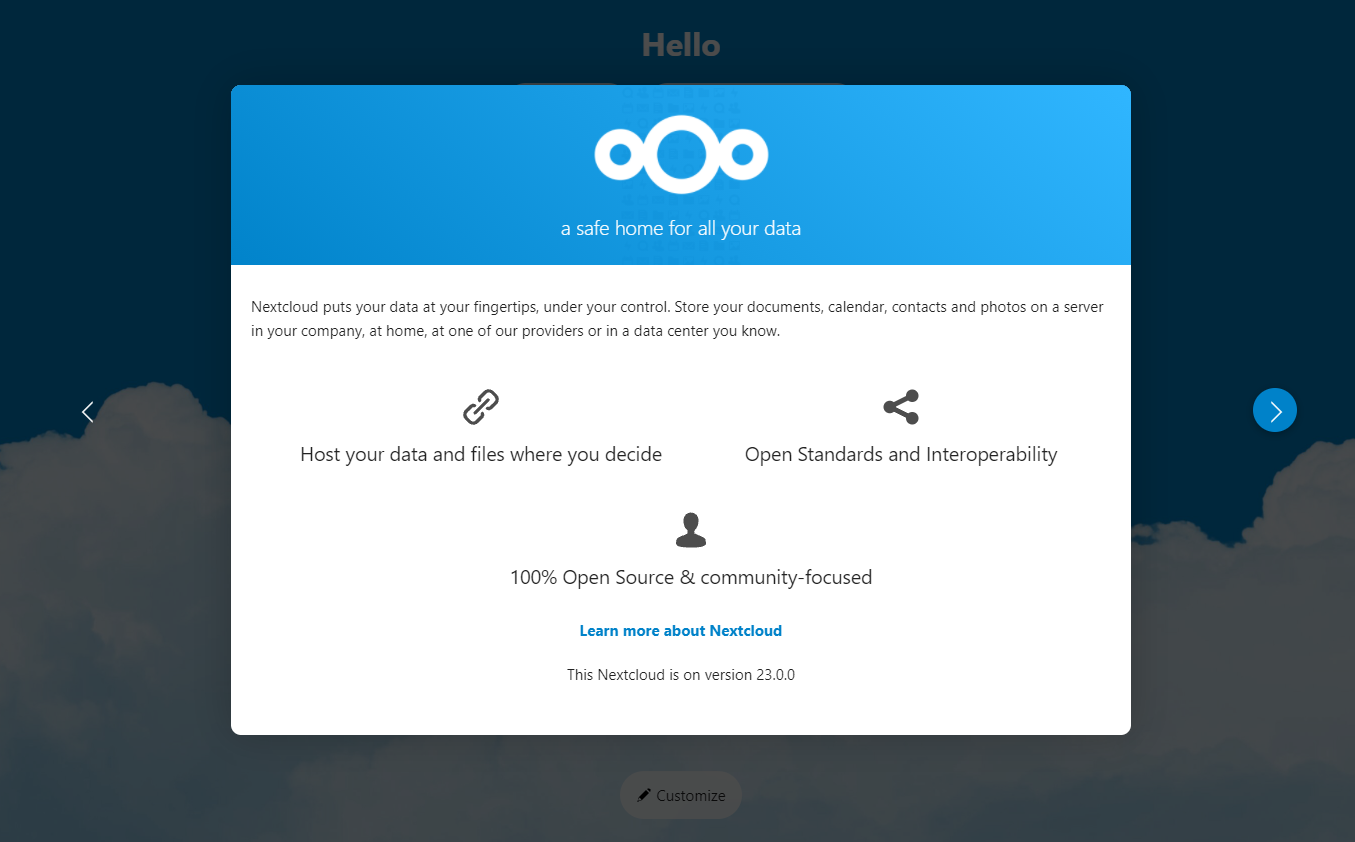 Hello
a safe home for all your data
Nextcloud puts your data at your fingertips, under your control. Store your documents, calendar, contacts and photos on a server
in your company, at home, at one of our providers or in a data center you know.
Host your data and files where you decide
Open Standards and Interoperability
100% Open Source & community-focused
Learn more about Nextcloud
This Nextcloud is on version 23.0.0
Customize